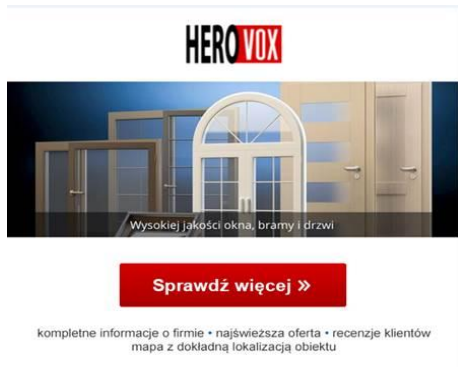 HEROVOX
Wysokiej jakości okna, bramy i drzwi
Sprawdź więcej »
kompletne informacje o firmie • najświeższa oferta • recenzje klientów
mapa z dokładną lokalizacją obiektu